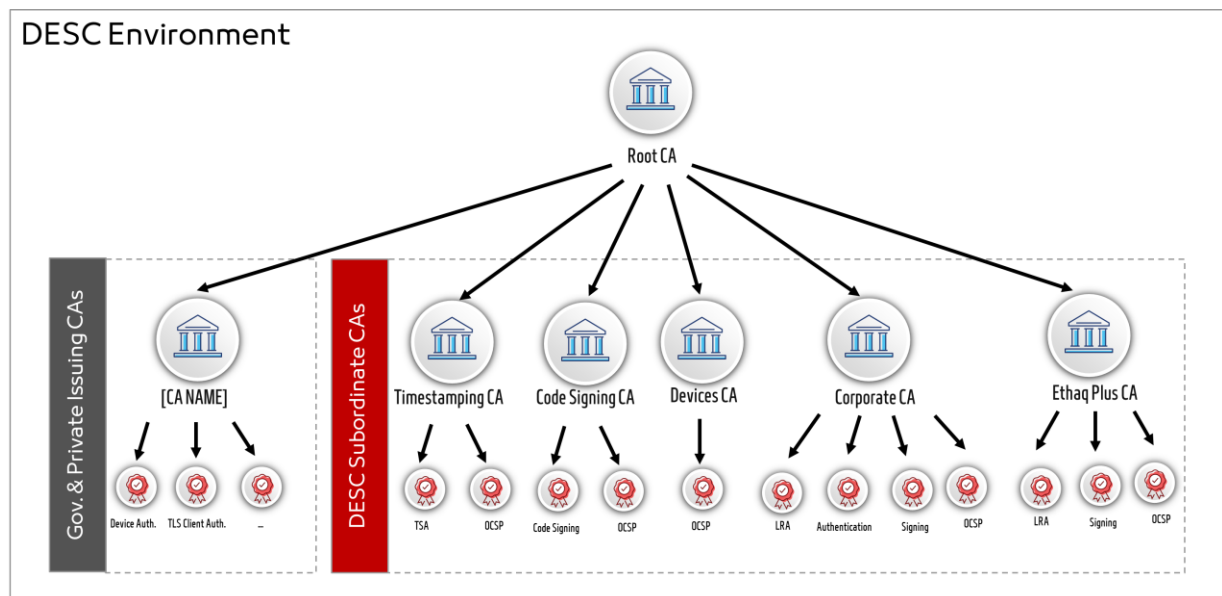 DESC Environment
Root CA
Gov. & Private Issuing CAs
[CA NAME]
Device Auth.
TLS Client Auth.
...
DESC Subordinate CAs
Timestamping CA
Code Signing CA
Devices CA
Corporate CA
Ethaq Plus CA
TSA
OCSP
Code Signing
OCSP
OCSP
LRA
Authentication
Signing
OCSP
LRA
Signing
OCSP